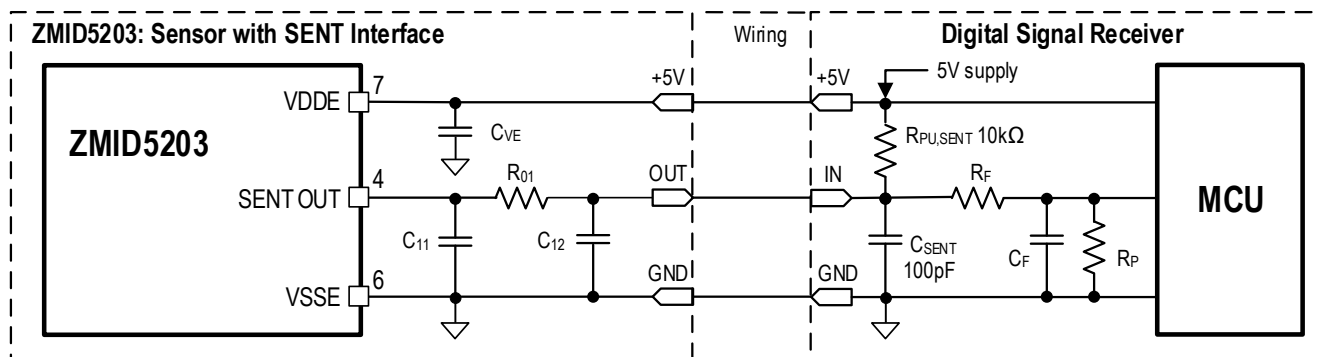 ZMID5203: Sensor with SENT Interface
Wiring
Digital Signal Receiver
ZMID5203
VDDE
7
CVE
+5V
+5V
5V supply
RPU,SENT 10kΩ
SENT OUT
4
R01
OUT
IN
RF
MCU
C11
C12
CSENT
100pF
CF
RP
VSSE
6
GND
GND